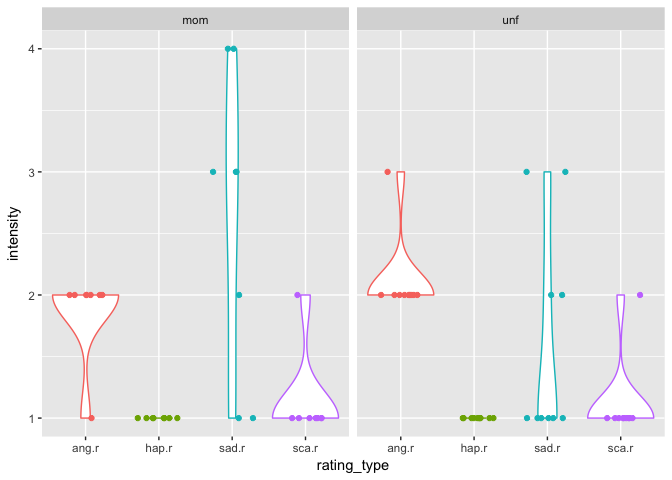 mom unf
4
3
2
1
intensity
ang.r hap.r sad.r sca.r ang.r hap.r sad.r sca.r
rating_type